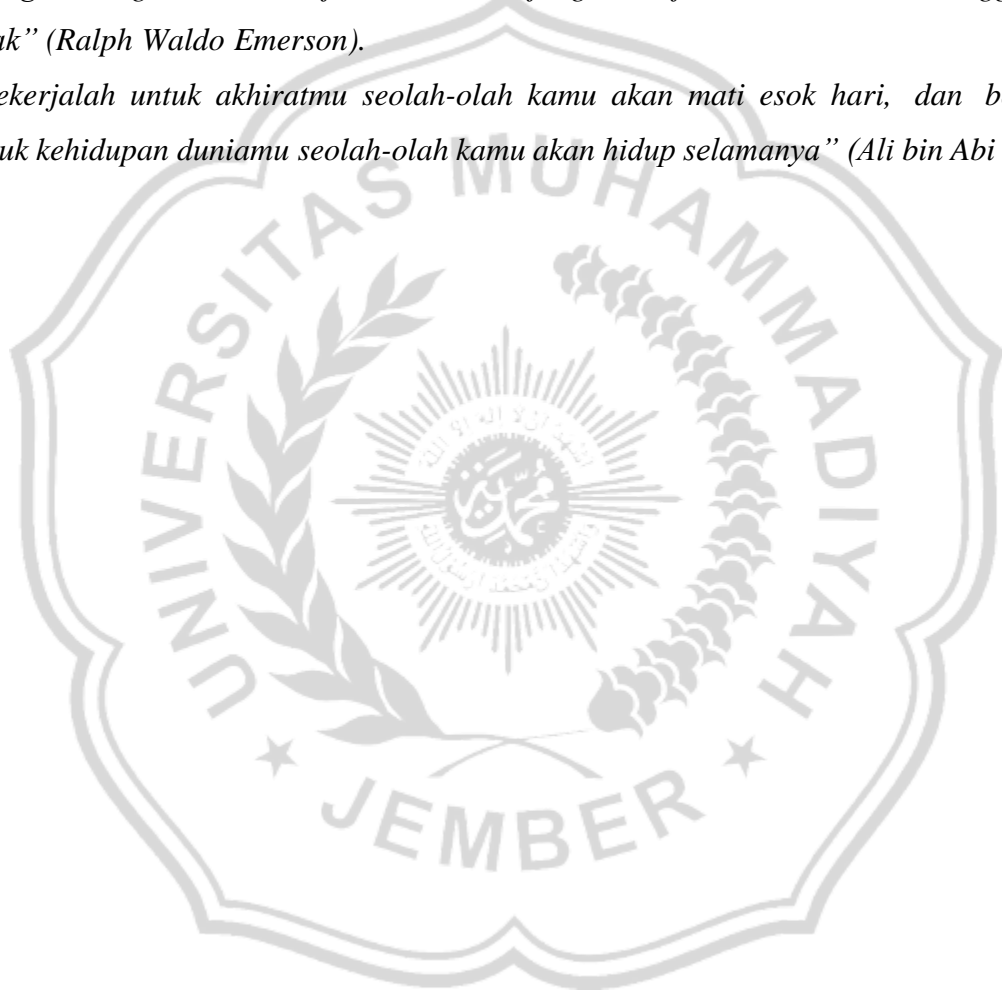 ak” (Ralph Waldo Emerson).
ekerjalah untuk akhiratmu seolah-olah kamu akan mati esok hari, dan b
uk kehidupan duniamu seolah-olah kamu akan hidup selamanya” (Ali bin Abi
UNIVERSITAS MUHAMMADIYAH
JEMBER